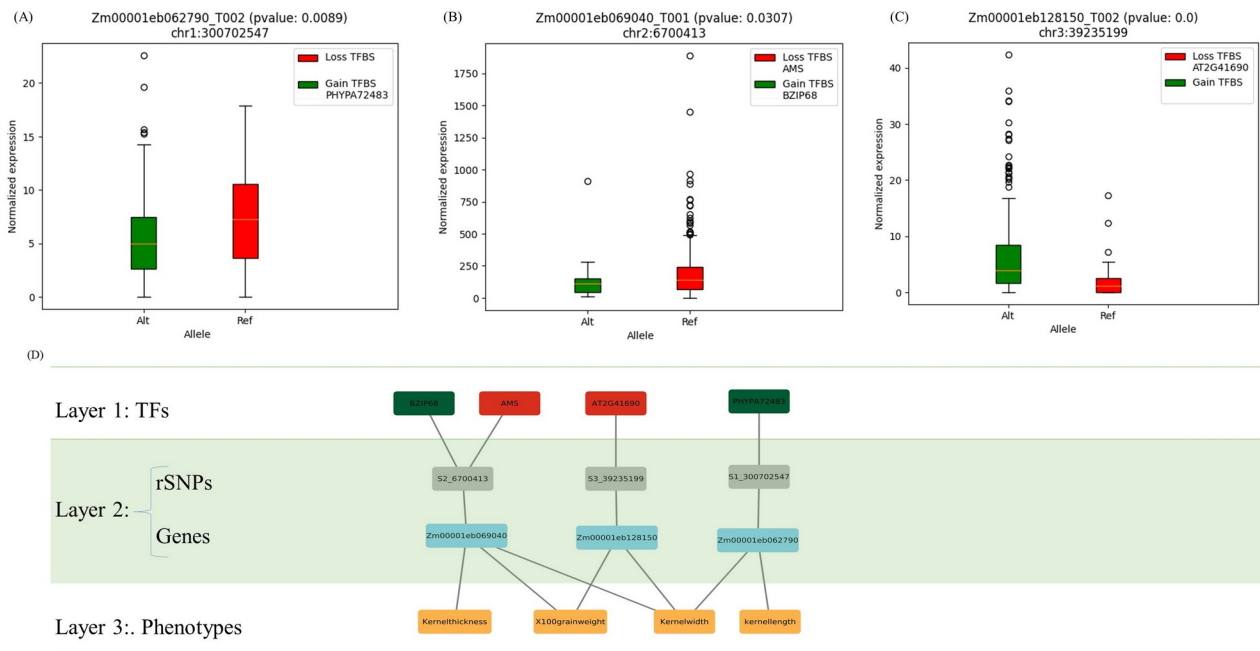 (A)
Zm00001eb062790_T002 (pvalue: 0.0089)
chr1:300702547
Loss TFBS
Gain TFBS
PHYPA72483
Normalized expression
20
15
10
5
0
Alt
Ref
Allele
(B)
Zm00001eb069040_T001 (pvalue: 0.0307)
chr2:6700413
Loss TFBS
AMS
Gain TFBS
BZIP68
Normalized expression
1750
1500
1250
1000
750
500
250
0
Alt
Ref
Allele
(C)
Zm00001eb128150_T002 (pvalue: 0.0)
chr3:39235199
Loss TFBS
AT2G41690
Gain TFBS
Normalized expression
40
30
20
10
0
Alt
Ref
Allele
(D)
Layer 1: TFs
BZIP68
AMS
AT2G41690
PHYPA72483
Layer 2:
rSNPs
S2_6700413
S3_39235199
S1_300702547
Genes
Zm00001eb069040
Zm00001eb128150
Zm00001eb062790
Layer 3:. Phenotypes
Kernelthickness
X100grainweight
Kernelwidth
kernellength